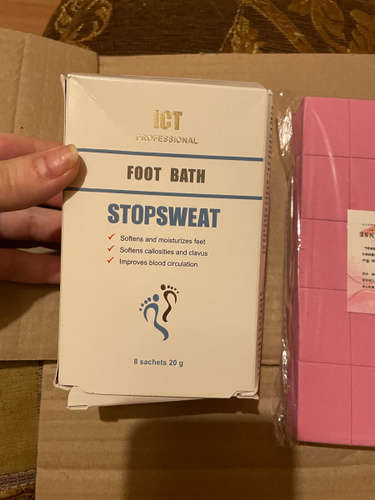 ICT
PROFESSIONAL
FOOT BATH
STOPSWEAT
Softens and moisturizes feet
Softens callosities and clavus
Improves blood circulation
8 sachets 20 g